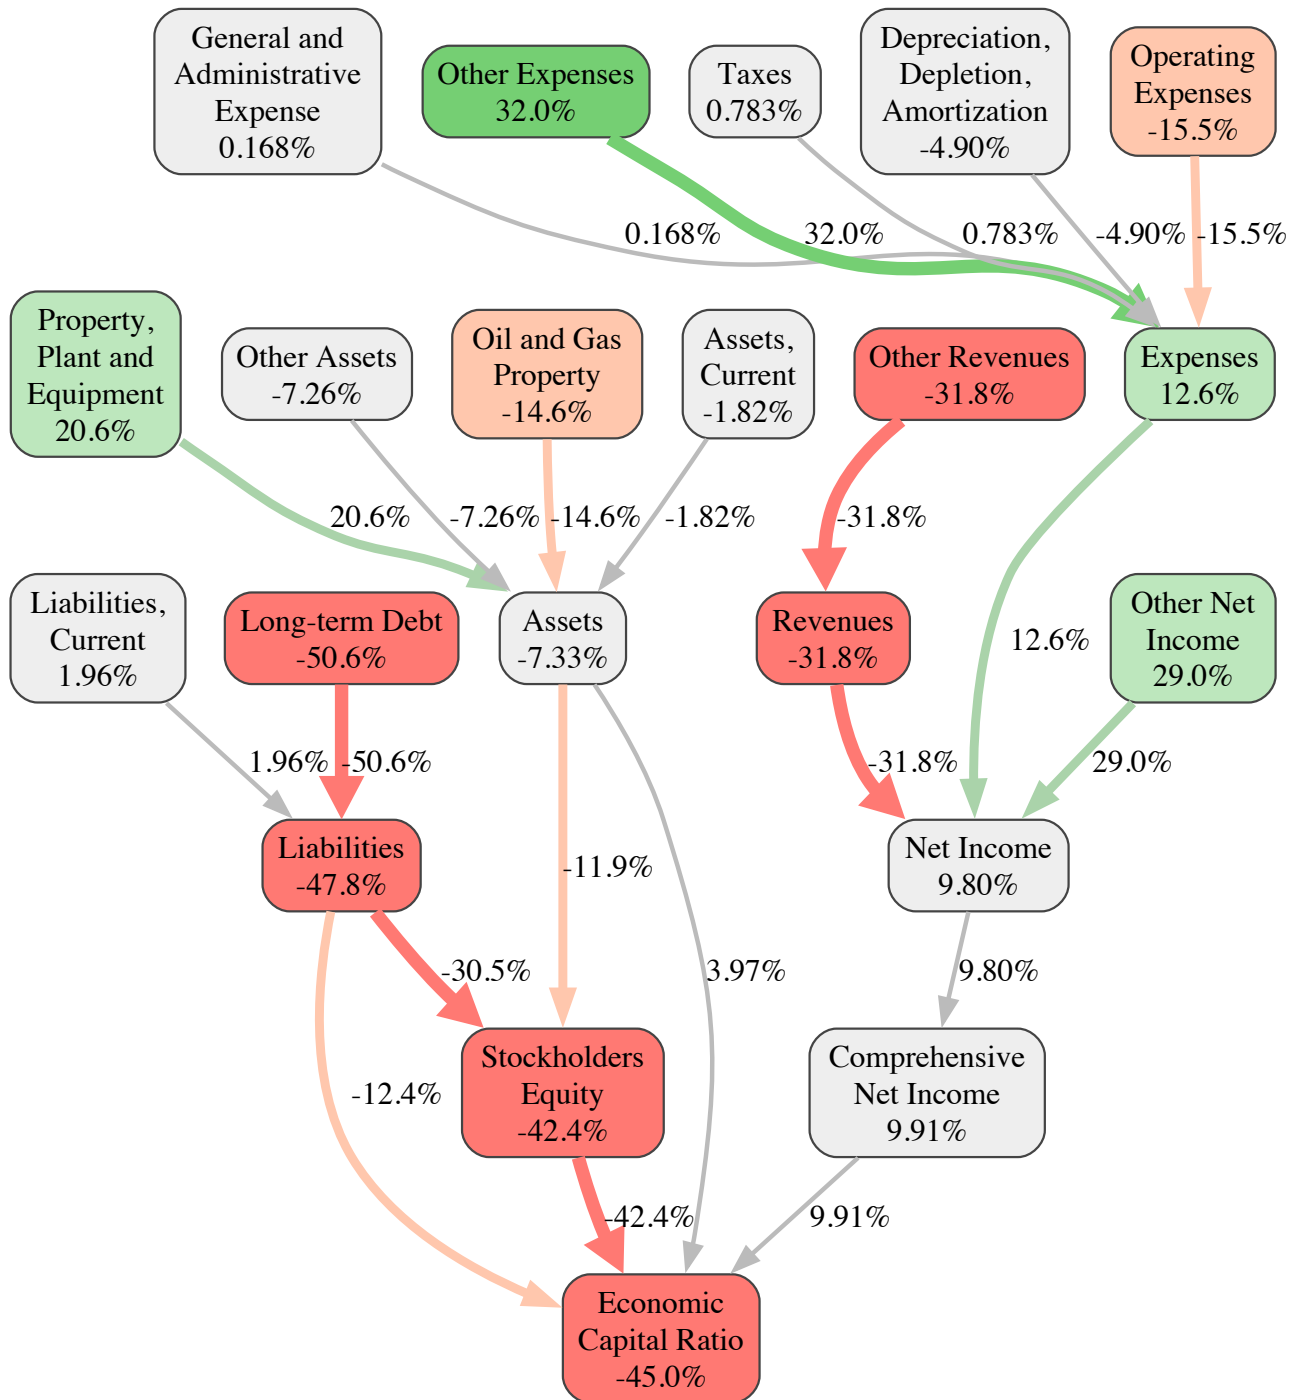 General and
Administrative
Expense
0.168%
Other Expenses
32.0%
Taxes
0.783%
Depreciation,
Depletion,
Amortization
-4.90%
Operating
Expenses
-15.5%
0.168%
32.0%
0.783%
-4.90%
-15.5%
Property,
Plant and
Equipment
20.6%
Other Assets
-7.26%
Oil and Gas
Property
-14.6%
Assets,
Current
-1.82%
Other Revenues
-31.8%
Expenses
12.6%
20.6%
-7.26%
-14.6%
-1.82%
-31.8%
Liabilities,
Current
1.96%
Long-term Debt
-50.6%
Assets
-7.33%
Revenues
-31.8%
12.6%
Other Net
Income
29.0%
1.96%
-50.6%
-31.8%
29.0%
Liabilities
-47.8%
-11.9%
Net Income
9.80%
-30.5%
3.97%
9.80%
-12.4%
Stockholders
Equity
-42.4%
Comprehensive
Net Income
9.91%
-42.4%
9.91%
Economic
Capital Ratio
-45.0%